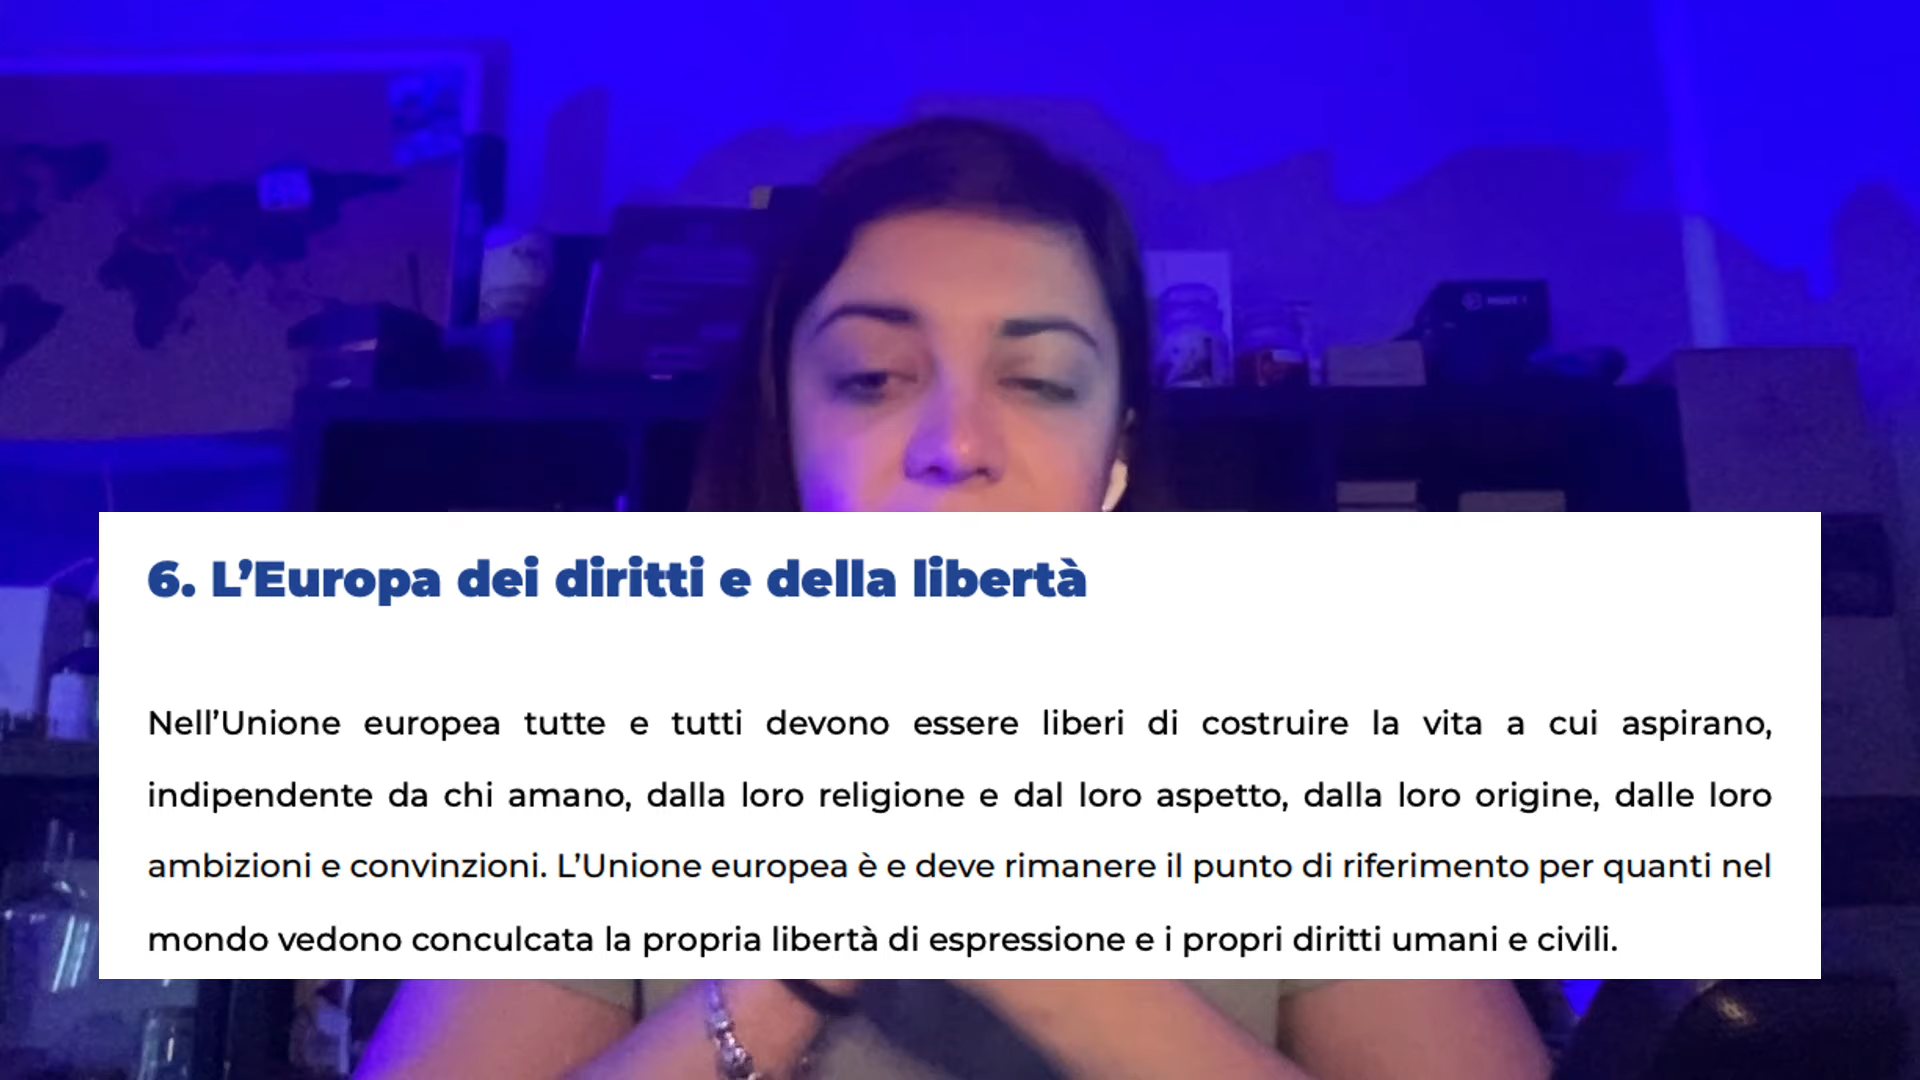 6. L’Europa dei diritti e della libertà
Nell’Unione europea tutte e tutti devono essere liberi di costruire la vita a cui aspirano,
indipendente da chi amano, dalla loro religione e dal loro aspetto, dalla loro origine, dalle loro
ambizioni e convinzioni. L’Unione europea è e deve rimanere il punto di riferimento per quanti nel
mondo vedono conculcata la propria libertà di espressione e i propri diritti umani e civili.